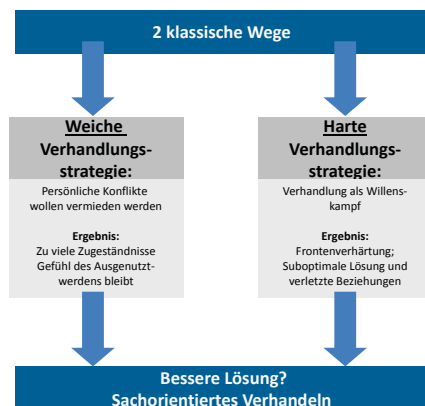 2 klassische Wege
Weiche
Verhandlungs-
strategie:
Persönliche Konflikte
wollen vermieden werden
Ergebnis:
Zu viele Zugeständnisse
Gefühl des Ausgenutzt-
werdens bleibt
Harte
Verhandlungs-
strategie:
Verhandlung als Willens-
kampf
Ergebnis:
Frontenverhärtung;
Suboptimale Lösung und
verletzte Beziehungen
Bessere Lösung?
Sachorientiertes Verhandeln